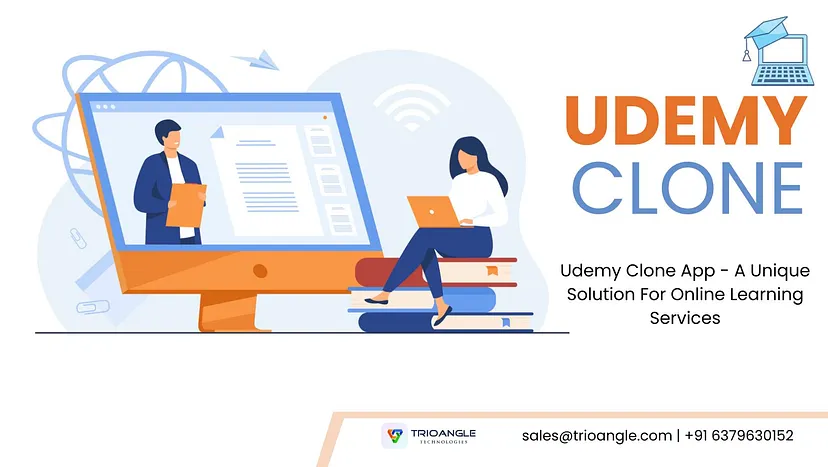 UDEMY
CLONE
Udemy Clone App - A Unique
Solution For Online Learning
Services
TRIOANGLE
TECHNOLOGIES
sales@trioangle.com | +91 6379630152